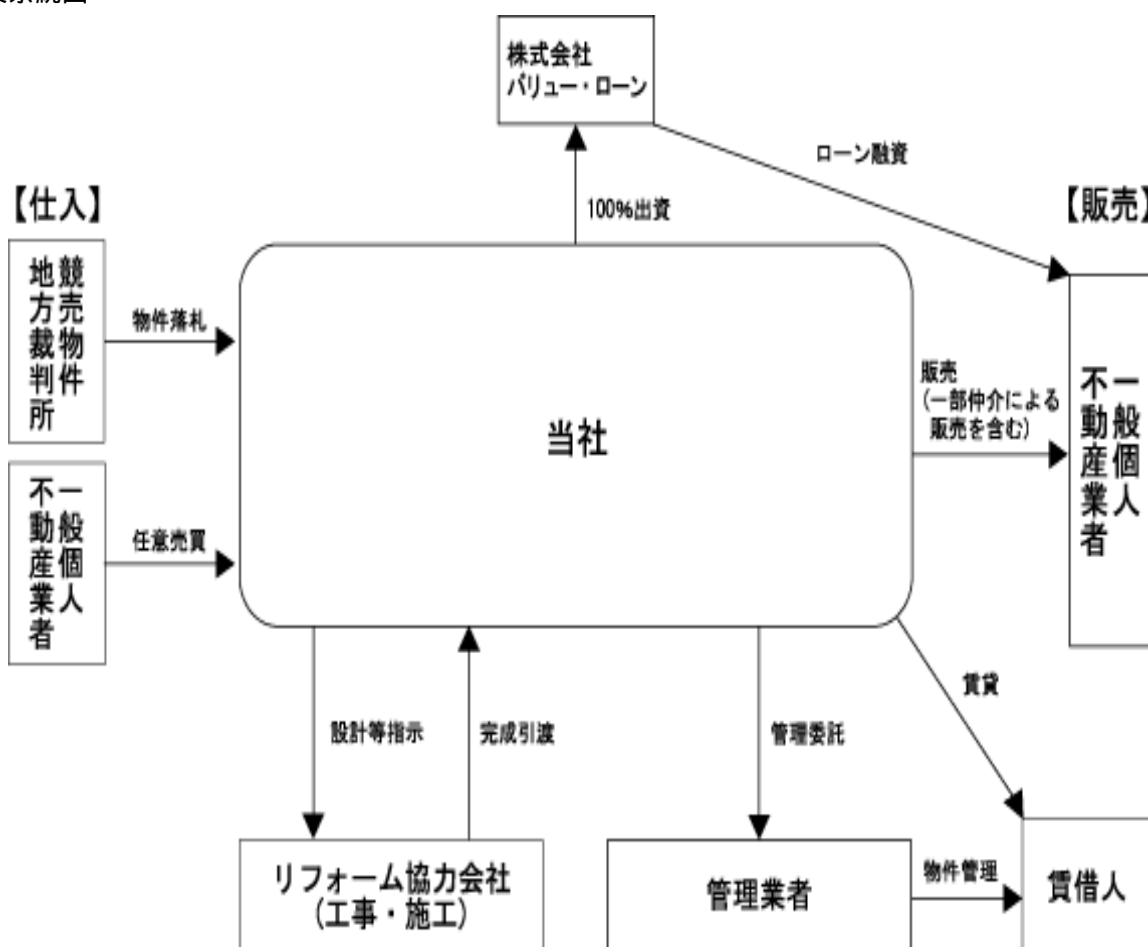 株式会社
バリュー・ローン
ローン融資
100%出資
【仕入】
【販売】
競売物件
地方裁判所
物件落札
当社
販売
(一部仲介による
販売を含む)
一般個人
不動産業者
一般個人
不動産業者
任意売買
賃貸
設計等指示
完成引渡
管理委託
リフォーム協力会社
(工事・施工)
管理業者
物件管理
賃借人